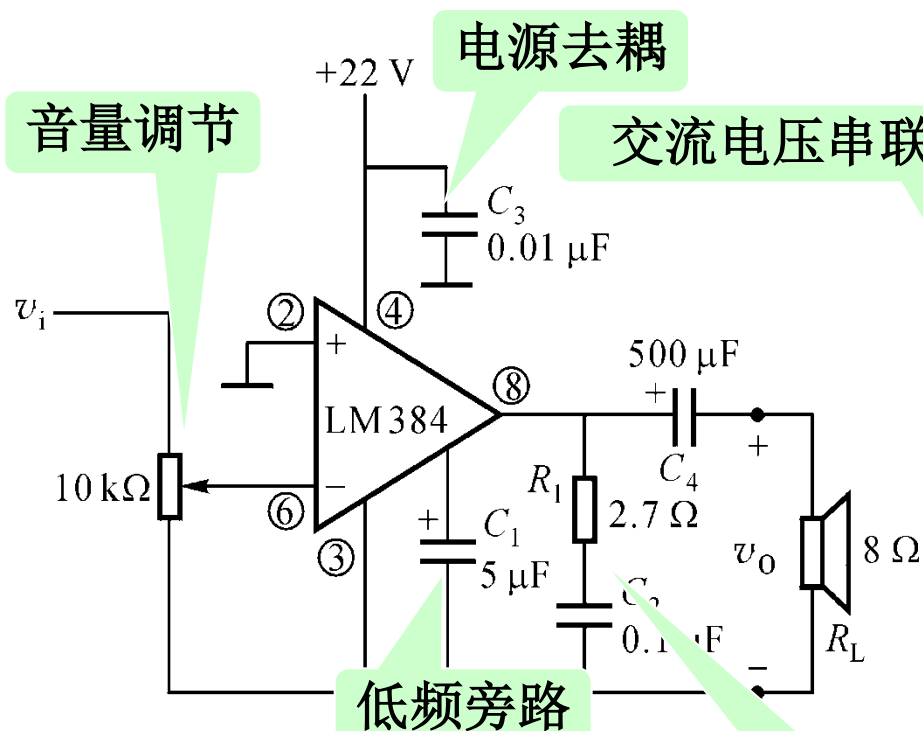 电源去耦
+22 V
音量调节
交流电压串联
C3
0.01 μF
vi
②
④
+
500 μF
⑧
+
LM 384
+
10 kΩ
−
R1
C4
⑥
+
C1
2.7 Ω
vO
8 Ω
③
5 μF
RL
−
低频旁路